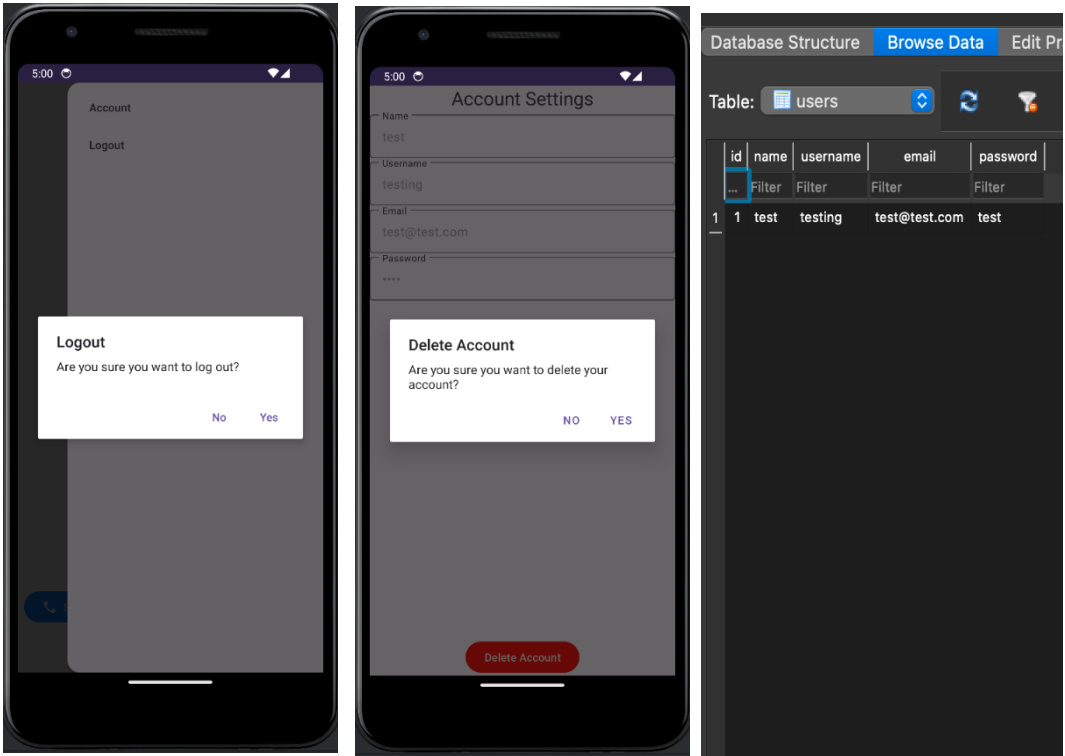 5:00
Account
Logout
Logout
Are you sure you want to log out?
No Yes
5:00
Account Settings
Name
test
Username
testing
Email
test@test.com
Password
••••
Delete Account
Are you sure you want to delete your
account?
NO YES
Delete Account
Database Structure Browse Data Edit Pr
Table: users
id name username email password
... Filter Filter Filter Filter
1 1 test testing test@test.com test